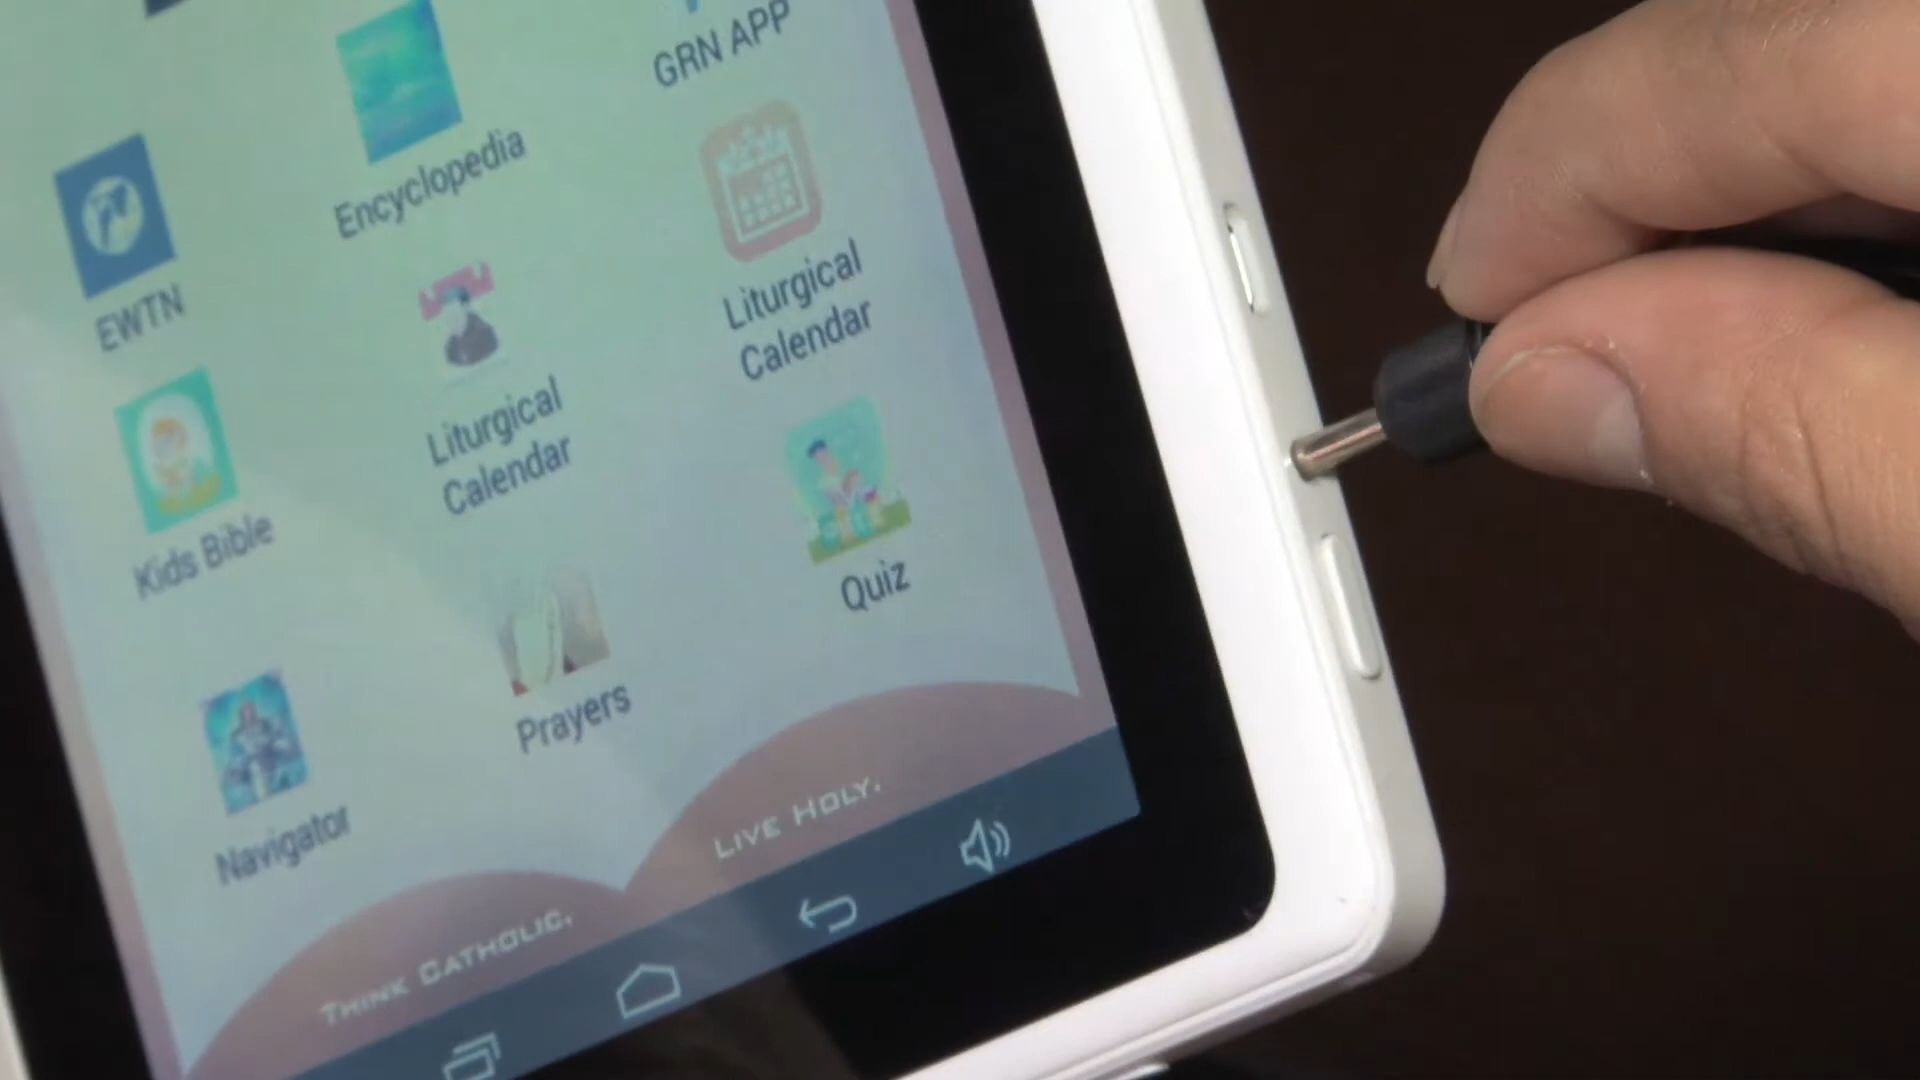 GRN APP
Encyclopedia
EWTN
Liturgical
Calendar
Liturgical
Calendar
Kids Bible
Quiz
Prayers
Navigator
LIVE HOLY.
THINK CATHOLIC.